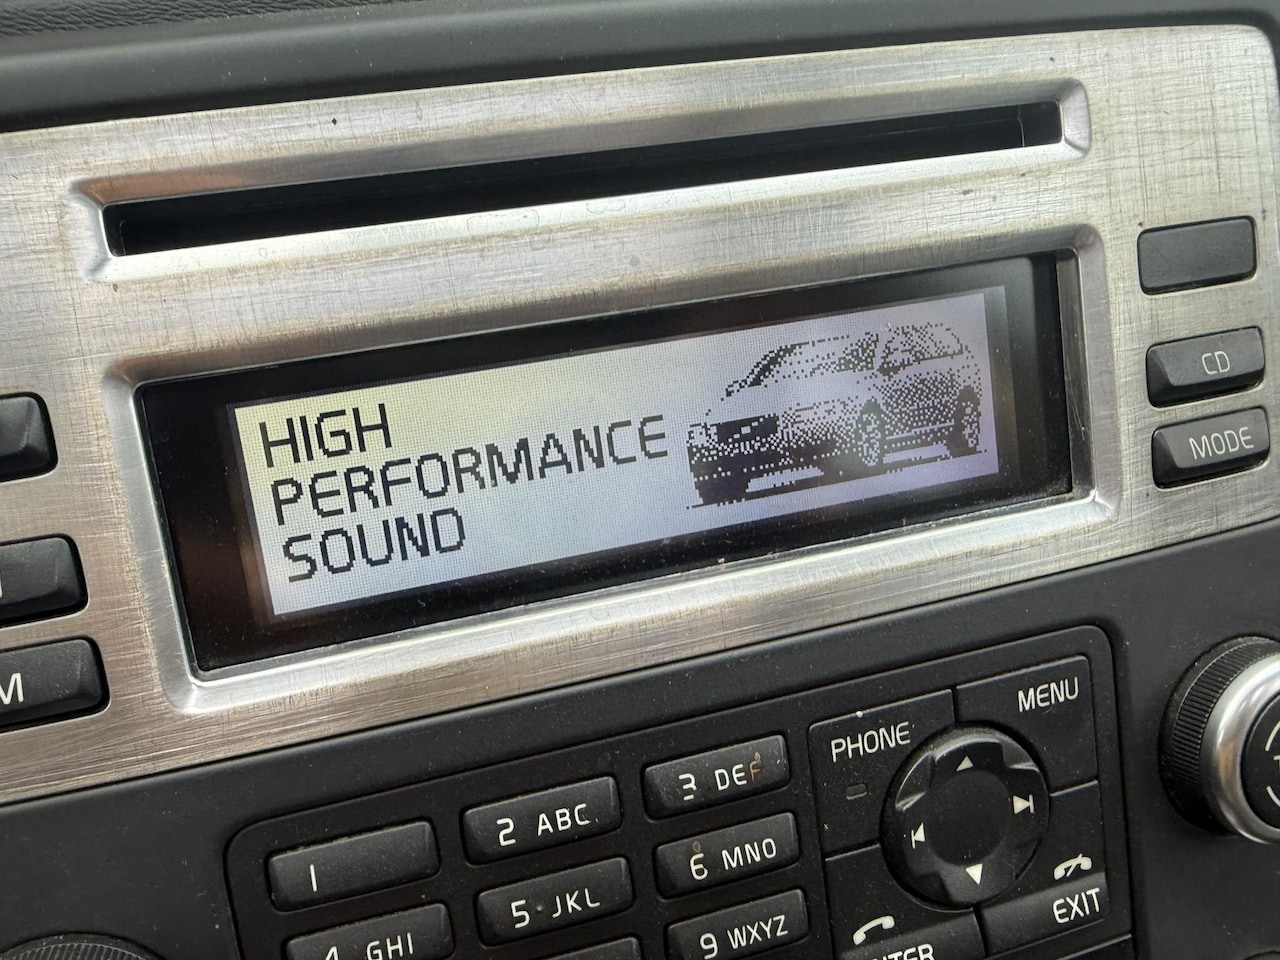 HIGH
PERFORMANCE
SOUND
CD
MODE
MENU
PHONE
1
2 ABC
3 DEF
4 GHI
5 JKL
6 MNO
9 WXYZ
EXIT